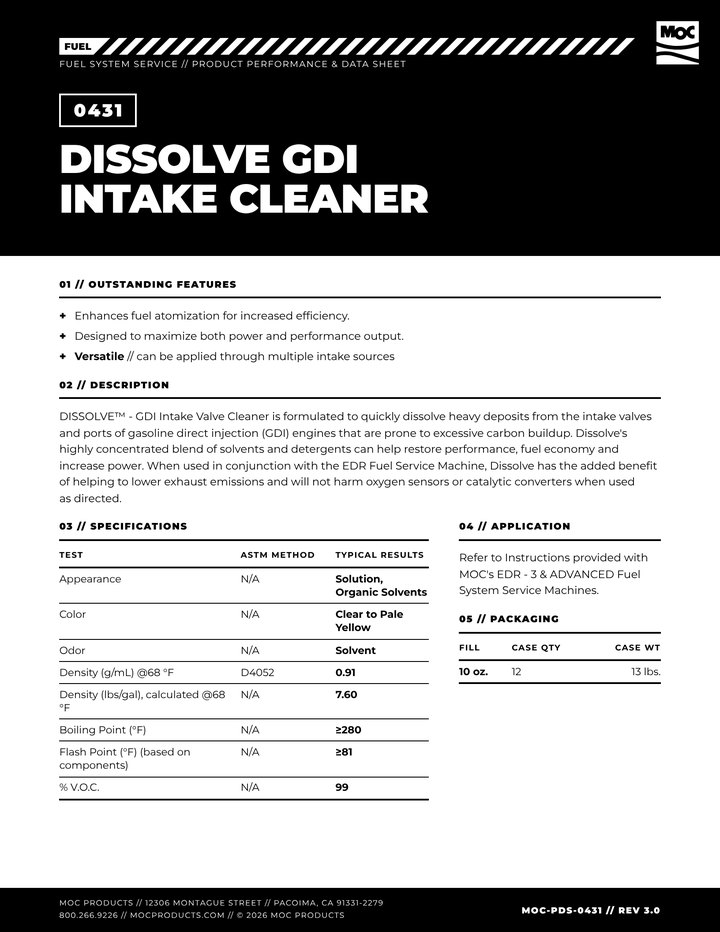 FUEL
MOC
FUEL SYSTEM SERVICE // PRODUCT PERFORMANCE & DATA SHEET
0431
DISSOLVE GDI
INTAKE CLEANER
01 // OUTSTANDING FEATURES
+ Enhances fuel atomization for increased efficiency.
+ Designed to maximize both power and performance output.
+ Versatile // can be applied through multiple intake sources
02 // DESCRIPTION
DISSOLVE™ - GDI Intake Valve Cleaner is formulated to quickly dissolve heavy deposits from the intake valves
and ports of gasoline direct injection (GDI) engines that are prone to excessive carbon buildup. Dissolve's
highly concentrated blend of solvents and detergents can help restore performance, fuel economy and
increase power. When used in conjunction with the EDR Fuel Service Machine, Dissolve has the added benefit
of helping to lower exhaust emissions and will not harm oxygen sensors or catalytic converters when used
as directed.
03 // SPECIFICATIONS
TEST ASTM METHOD TYPICAL RESULTS
Appearance N/A Solution,
Organic Solvents
Color N/A Clear to Pale
Yellow
Odor N/A Solvent
Density (g/mL) @68 °F D4052 0.91
Density (lbs/gal), calculated @68 N/A 7.60
°F
Boiling Point (°F) N/A ≥280
Flash Point (°F) (based on N/A ≥81
components)
% V.O.C. N/A 99
04 // APPLICATION
Refer to Instructions provided with
MOC's EDR - 3 & ADVANCED Fuel
System Service Machines.
05 // PACKAGING
FILL CASE QTY CASE WT
10 oz. 12 13 lbs.
MOC PRODUCTS // 12306 MONTAGUE STREET // PACOIMA, CA 91331-2279
800.266.9226 // MOCPRODUCTS.COM // © 2026 MOC PRODUCTS
MOC-PDS-0431 // REV 3.0